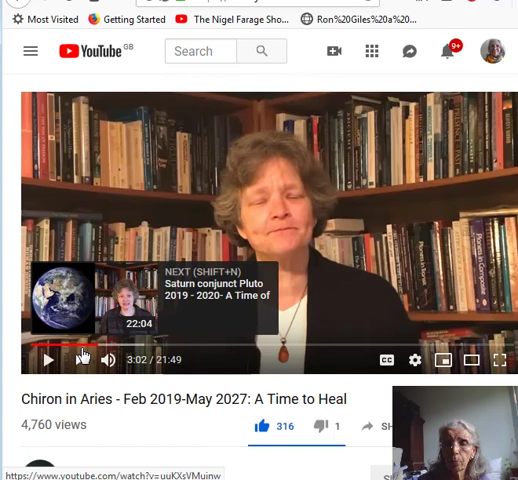 Most Visited
Getting Started
The Nigel Farage Sho...
Ron%20Giles%20a%20...
YouTube GB
Search
9+
NEXT (SHIFT+N)
Saturn conjunct Pluto
2019 - 2020- A Time of
22:04
3:02 / 21:49
CC
Chiron in Aries - Feb 2019-May 2027: A Time to Heal
4,760 views
316
1
SH
https://www.youtube.com/watch?v=uuKXsVMuinw